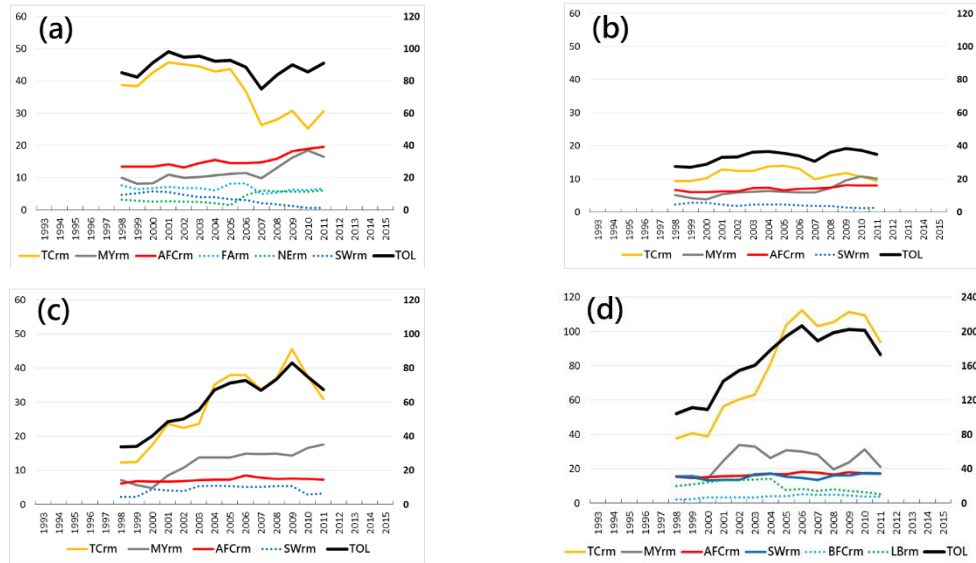 (a)
60 50 40 30 20 10 0
120 100 80 60 40 20 0
1993 1994 1995 1996 1997 1998 1999 2000 2001 2002 2003 2004 2005 2006 2007 2008 2009 2010 2011 2012 2013 2014 2015
TCrm MYrm AFCrm FArm NErm SWrm TOL
(b)
60 50 40 30 20 10 0
120 100 80 60 40 20 0
1993 1994 1995 1996 1997 1998 1999 2000 2001 2002 2003 2004 2005 2006 2007 2008 2009 2010 2011 2012 2013 2014 2015
TCrm MYrm AFCrm SWrm TOL
(c)
60 50 40 30 20 10 0
120 100 80 60 40 20 0
1993 1994 1995 1996 1997 1998 1999 2000 2001 2002 2003 2004 2005 2006 2007 2008 2009 2010 2011 2012 2013 2014 2015
TCrm MYrm AFCrm SWrm TOL
(d)
120 100 80 60 40 20 0
240 200 160 120 80 40 0
1993 1994 1995 1996 1997 1998 1999 2000 2001 2002 2003 2004 2005 2006 2007 2008 2009 2010 2011 2012 2013 2014 2015
TCrm MYrm AFCrm SWrm BFCrm LBrm TOL